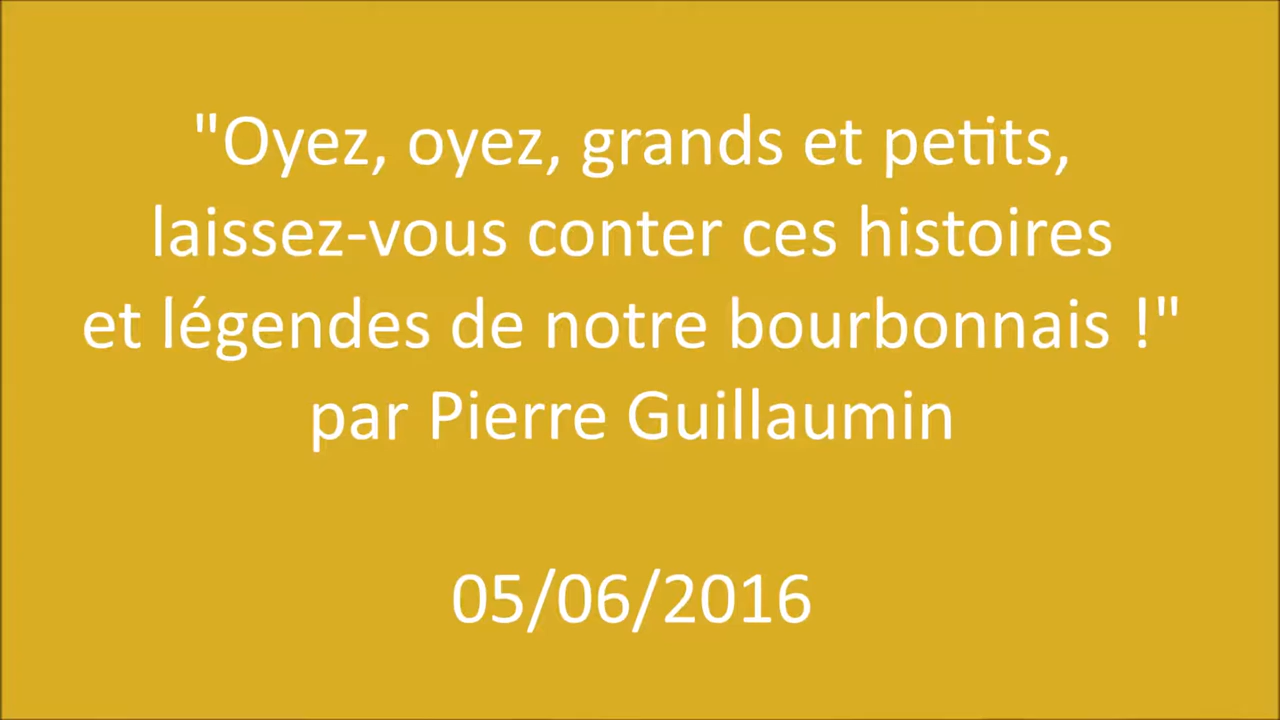 "Oyez, oyez, grands et petits,
laissez-vous conter ces histoires
et légendes de notre bourbonnais !"
par Pierre Guillaumin
05/06/2016